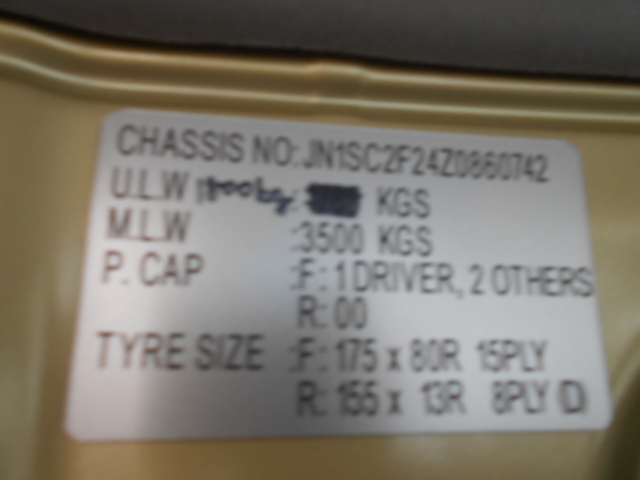 CHASSIS NO: JN1SC2F24Z0860742
U.L.W : KGS
M.L.W :3500 KGS
P. CAP :F: 1 DRIVER, 2 OTHERS
R: 00
TYRE SIZE :F: 175 x 80R 15PLY
R: 155 x 13R 8PLY (D)